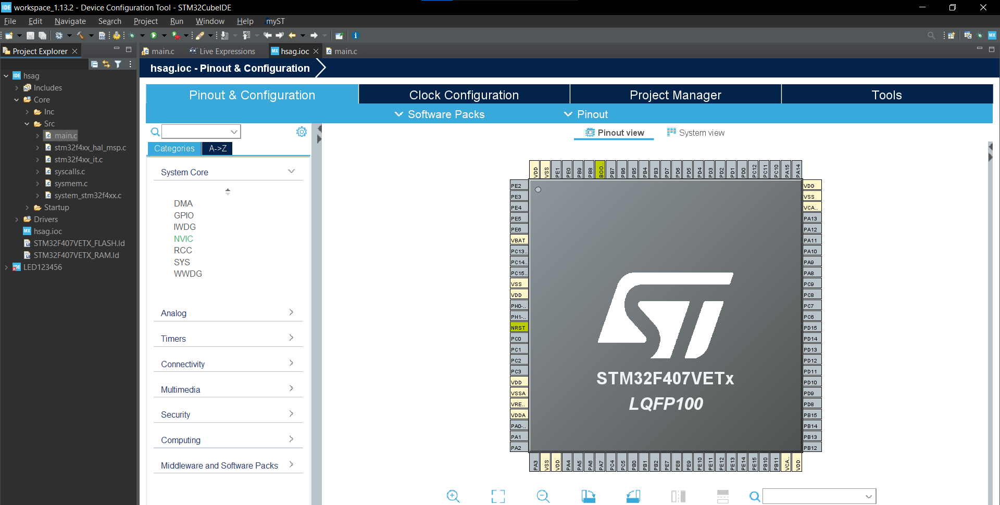 workspace_1.13.2 - Device Configuration Tool - STM32CubeIDE
File Edit Navigate Search Project Run Window Help myST
Project Explorer
main.c Live Expressions hsag.ioc main.c
hsag.ioc - Pinout & Configuration
hsag
Includes
Core
Inc
Src
main.c
stm32f4xx_hal_msp.c
stm32f4xx_it.c
syscalls.c
sysmem.c
system_stm32f4xx.c
Startup
Drivers
hsag.ioc
STM32F407VETX_FLASH.ld
STM32F407VETX_RAM.ld
LED123456
Pinout & Configuration
Clock Configuration
Project Manager
Tools
Software Packs
Pinout
Categories A->Z
System Core
DMA
GPIO
IWDG
NVIC
RCC
SYS
WWDG
Analog
Timers
Connectivity
Multimedia
Security
Computing
Middleware and Software Packs
Pinout view
System view
VDD VSS PE1 PE0 PB9 PB8 BOO.. PB7 PB6 PB5 PB4 PB3 PD7 PD6 PD5 PD4 PD3 PD2 PD1 PD0 PC12 PC11 PC10 PA15 PA14
PE2
PE3
PE4
PE5
PE6
VBAT
PC13..
PC14..
PC15..
VSS
VDD
PH0-..
PH1-..
NRST
PC0
PC1
PC2
PC3
VDD
VSSA
VRE..
VDDA
PA0-..
PA1
PA2
ST
STM32F407VETx
LQFP100
VDD
VSS
VCA..
PA13
PA12
PA11
PA10
PA9
PA8
PC9
PC8
PC7
PC6
PD15
PD14
PD13
PD12
PD11
PD10
PD9
PD8
PB15
PB14
PB13
PB12
PA3 VSS VDD PA4 PA5 PA6 PA7 PC4 PC5 PB0 PB1 PB2 PE7 PE8 PE9 PE10 PE11 PE12 PE13 PE14 PE15 PB10 PB11 VCA.. VDD